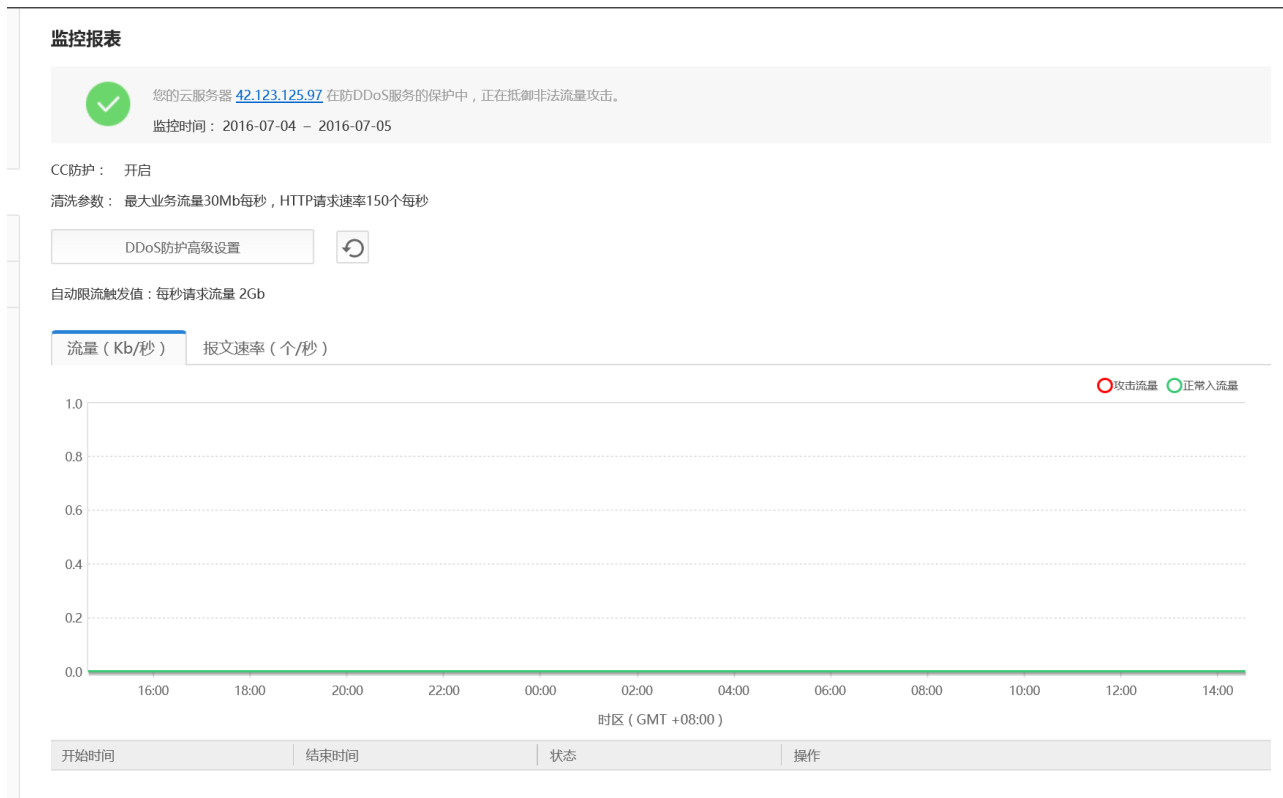 监控报表
您的云服务器 42.123.125.97 在防DDoS服务的保护中，正在抵御非法流量攻击。
监控时间： 2016-07-04 – 2016-07-05
CC防护： 开启
清洗参数： 最大业务流量30Mb每秒，HTTP请求速率150个每秒
DDoS防护高级设置
自动限流触发值：每秒请求流量 2Gb
流量（Kb/秒） 报文速率（个/秒）
攻击流量 正常入流量
1.0
0.8
0.6
0.4
0.2
0.0
16:00 18:00 20:00 22:00 00:00 02:00 04:00 06:00 08:00 10:00 12:00 14:00
时区（GMT +08:00）
开始时间 结束时间 状态 操作